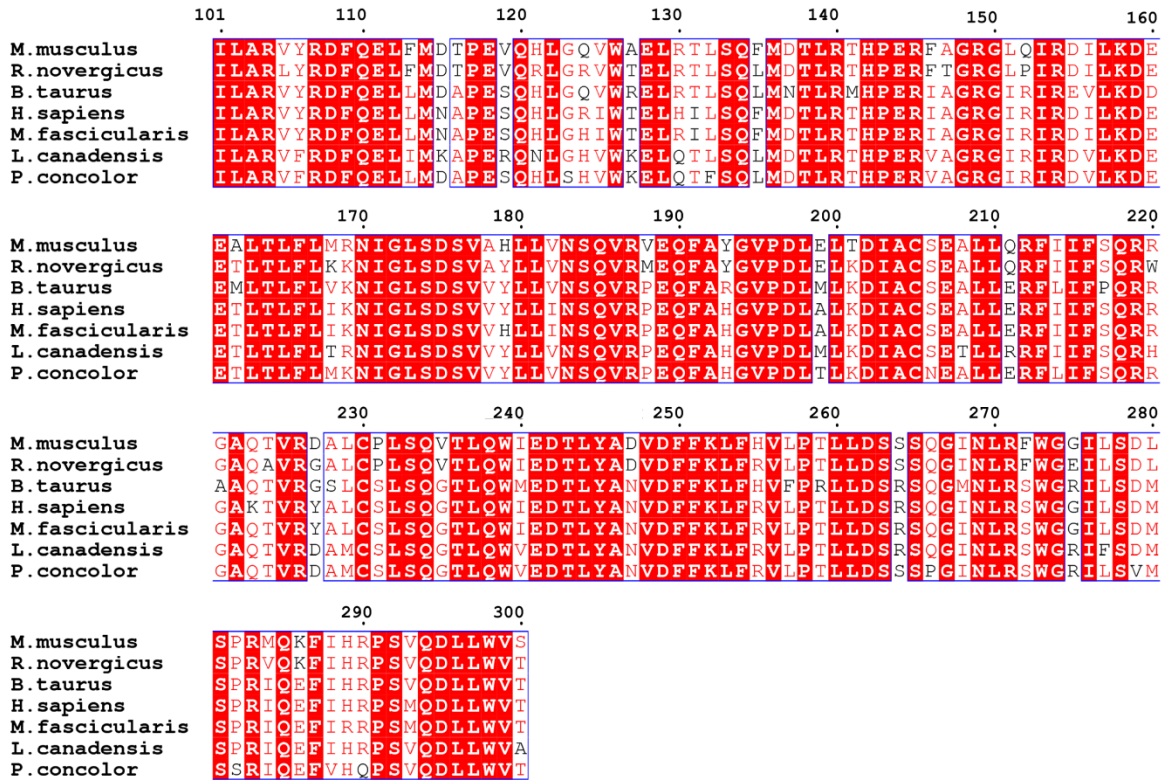 101 110 120 130 140 150 160
M.musculus ILARVYRDFQELFMDTPEVQHLGQVWAELRTLSQFMDTLRTHPERFAGRGLQIRDILKDE
R.novergicus ILARLYRDFQELFMDTPEVQRLGRVWTELRTLSQLMDTLRTHPERFTGRGLPIRDILKDE
B.taurus ILARVYRDFQELLMDAPESQHLGQVWRELRTLSQLMNTLRMHPERIAGRGIRIREVLKDE
H.sapiens ILARVYRDFQELLMNAPESQHLGRIWTELHILSQFMDTLRTHPERIAGRGIRIRDILKDE
M.fascicularis ILARVYRDFQELLMNAPESQHLGHIWTELRILSQFMDTLRTHPERIAGRGIRIRDILKDE
L.canadensis ILARVFRDFQELIMKAPERQNLGHVWKELQTLSQLMDTLRTHPERVAGRGIRIRDVLKDE
P.concolor ILARVFRDFQELLMDAPESQHLSHVWKELQTFSQLMDTLRTHPERVAGRGIRIRDVLKDE
170 180 190 200 210 220
M.musculus EALTLFLMRNIGLSDSVAHLLVNSQVRVEQFAYGVPDLELTDIACSEALLQRFIIFSQRR
R.novergicus ETLTLFLKKNIGLSDSVAYLLVNSQVRMEQFAYGVPDLELKDIACSEALLQRFIIFSQRW
B.taurus EMLTLFLVKNIGLSDSVVYLLVNSQVRPEQFARGVPDLMLKDIACSEALLERFLIFPQRR
H.sapiens ETLTLFLIKNIGLSDSVVYLLINSQVRPEQFAHGVPDLALKDIACSEALLERFIIFSQRR
M.fascicularis ETLTLFLIKNIGLSDSVVHLLINSQVRPEQFAHGVPDLALKDIACSEALLERFIIFSQRR
L.canadensis ETLTLFLTRNIGLSDSVVYLLVNSQVRPEQFAHGVPDLMLKDIACSETLLRRFIIFSQRH
P.concolor ETLTLFLMKNIGLSDSVVYLLVNSQVRPEQFAHGVPDLTLKDIACNEALLERFLIFSQRR
230 240 250 260 270 280
M.musculus GAQTVRDALCPLSQVTLQWIEDTLYADVDFFKLFHVLPTLLDSSSQGINLRFWGGILSDL
R.novergicus GAQAVRGALCPLSQVTLQWIEDTLYADVDFFKLFRVLPTLLDSSSQGINLRFWGEILSDL
B.taurus AAQTVRGSLCSLSQGTLQWMEDTLYANVDFFKLFHVFPRLLDSRSQGMNLRSWGRILSDM
H.sapiens GAKTVRYALCSLSQGTLQWIEDTLYANVDFFKLFRVLPTLLDSRSQGINLRSWGGILSDM
M.fascicularis GAQTVRYALCSLSQGTLQWIEDTLYANVDFFKLFRVLPTLLDSRSQGINLRSWGGILSDM
L.canadensis GAQTVRDAMCSLSQGTLQWVEDTLYANVDFFKLFRVLPTLLDSRSQGINLRSWGRIFSDM
P.concolor GAQTVRDAMCSLSQGTLQWIEDTLYANVDFFKLFRVLPTLLDSSSPGINLRSWGRILSVM
290 300
M.musculus SPRMQKFIHRPSVQDLLWVS
R.novergicus SPRVQKFIHRPSVQDLLWVT
B.taurus SPRIQEFIHRPSVQDLLWVT
H.sapiens SPRIQEFIHRPSMQDLLWVT
M.fascicularis SPRIQEFIRRPSMQDLLWVT
L.canadensis SPRIQEFIHRPSVQDLLWVA
P.concolor SSRIQEFVHQPSVQDLLWVT